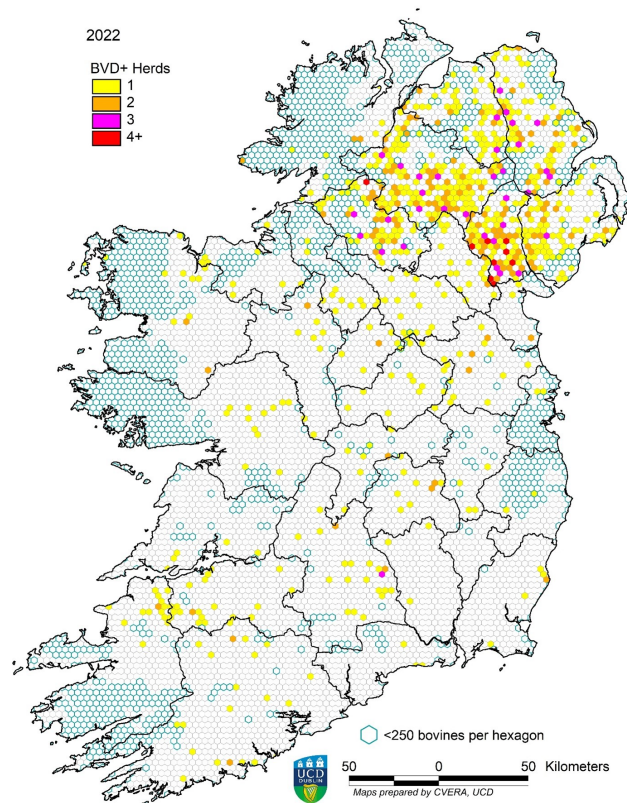 2022
BVD+ Herds
1
2
3
4+
<250 bovines per hexagon
UCD
DUBLIN
50 0 50 Kilometers
Maps prepared by CVERA, UCD